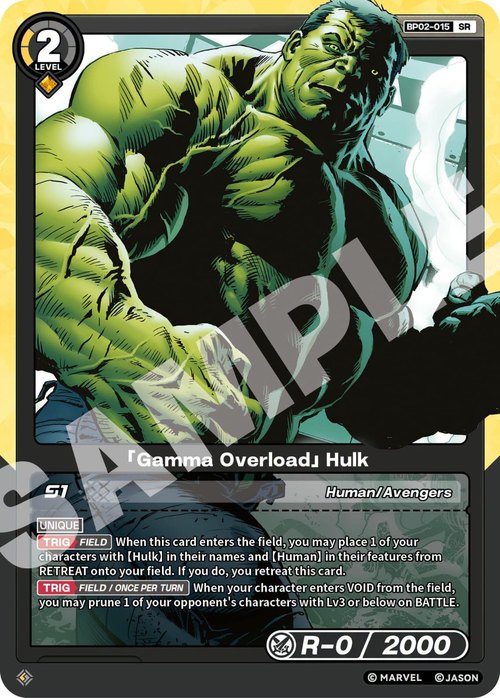 2
LEVEL
BP02-015 SR
SAMPLE
「Gamma Overload」 Hulk
S1
Human/Avengers
UNIQUE
TRIG FIELD When this card enters the field, you may place 1 of your
characters with 【Hulk】 in their names and 【Human】 in their features from
RETREAT onto your field. If you do, you retreat this card.
TRIG FIELD / ONCE PER TURN When your character enters VOID from the field,
you may prune 1 of your opponent's characters with Lv3 or below on BATTLE.
R-0 / 2000
© MARVEL ©JASON